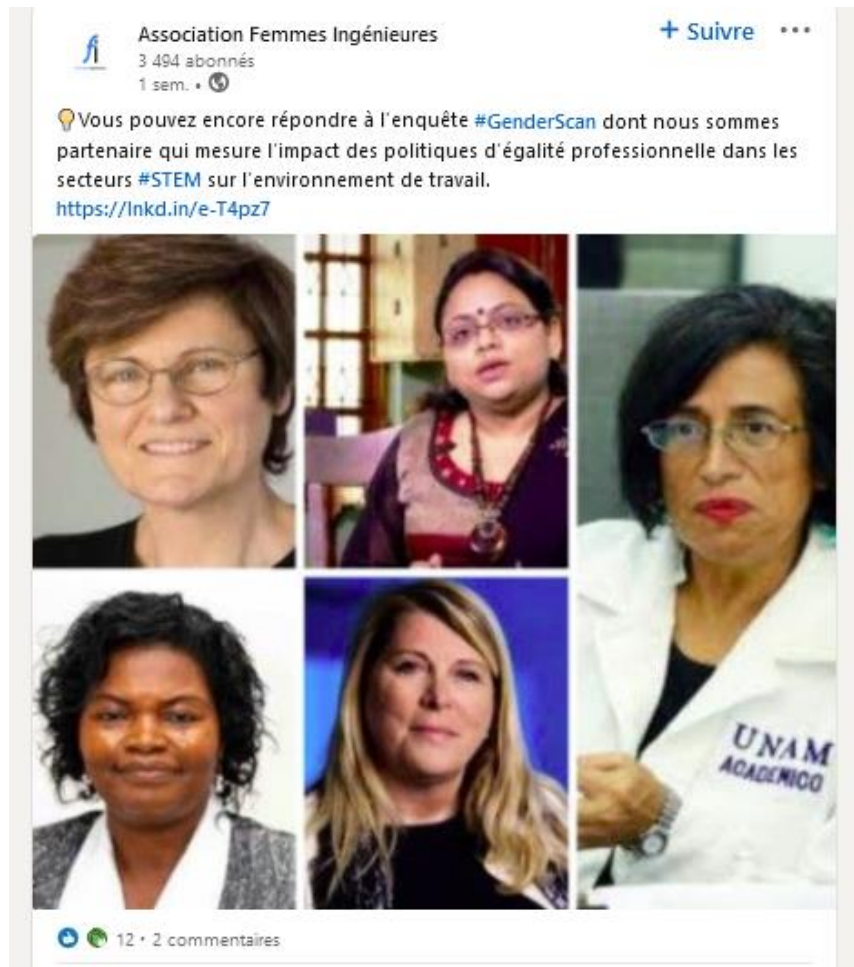 fi
Association Femmes Ingénieures
+ Suivre
3 494 abonnés
1 sem. •
Vous pouvez encore répondre à l'enquête #GenderScan dont nous sommes
partenaire qui mesure l'impact des politiques d'égalité professionnelle dans les
secteurs #STEM sur l'environnement de travail.
https://lnkd.in/e-T4pz7
UNAM
ACADEMICO
12 • 2 commentaires